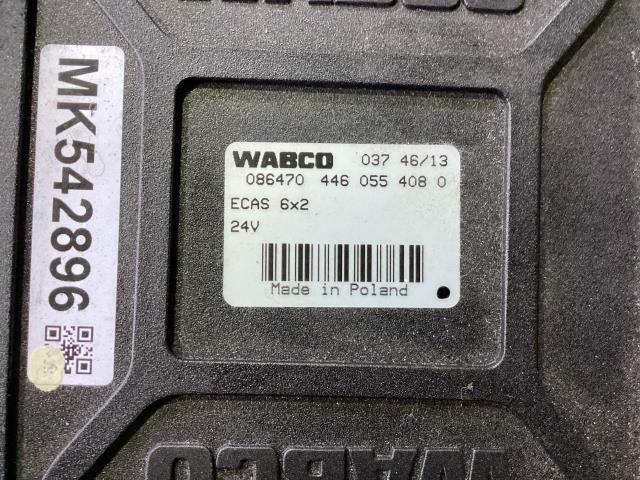 MK542896
WABCO 037 46/13
086470 446 055 408 0
ECAS 6x2
24V
Made in Poland
WABCO